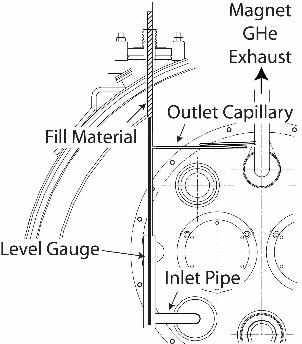 Magnet
GHe
Exhaust
Outlet Capillary
Fill Material
Level Gauge
Inlet Pipe